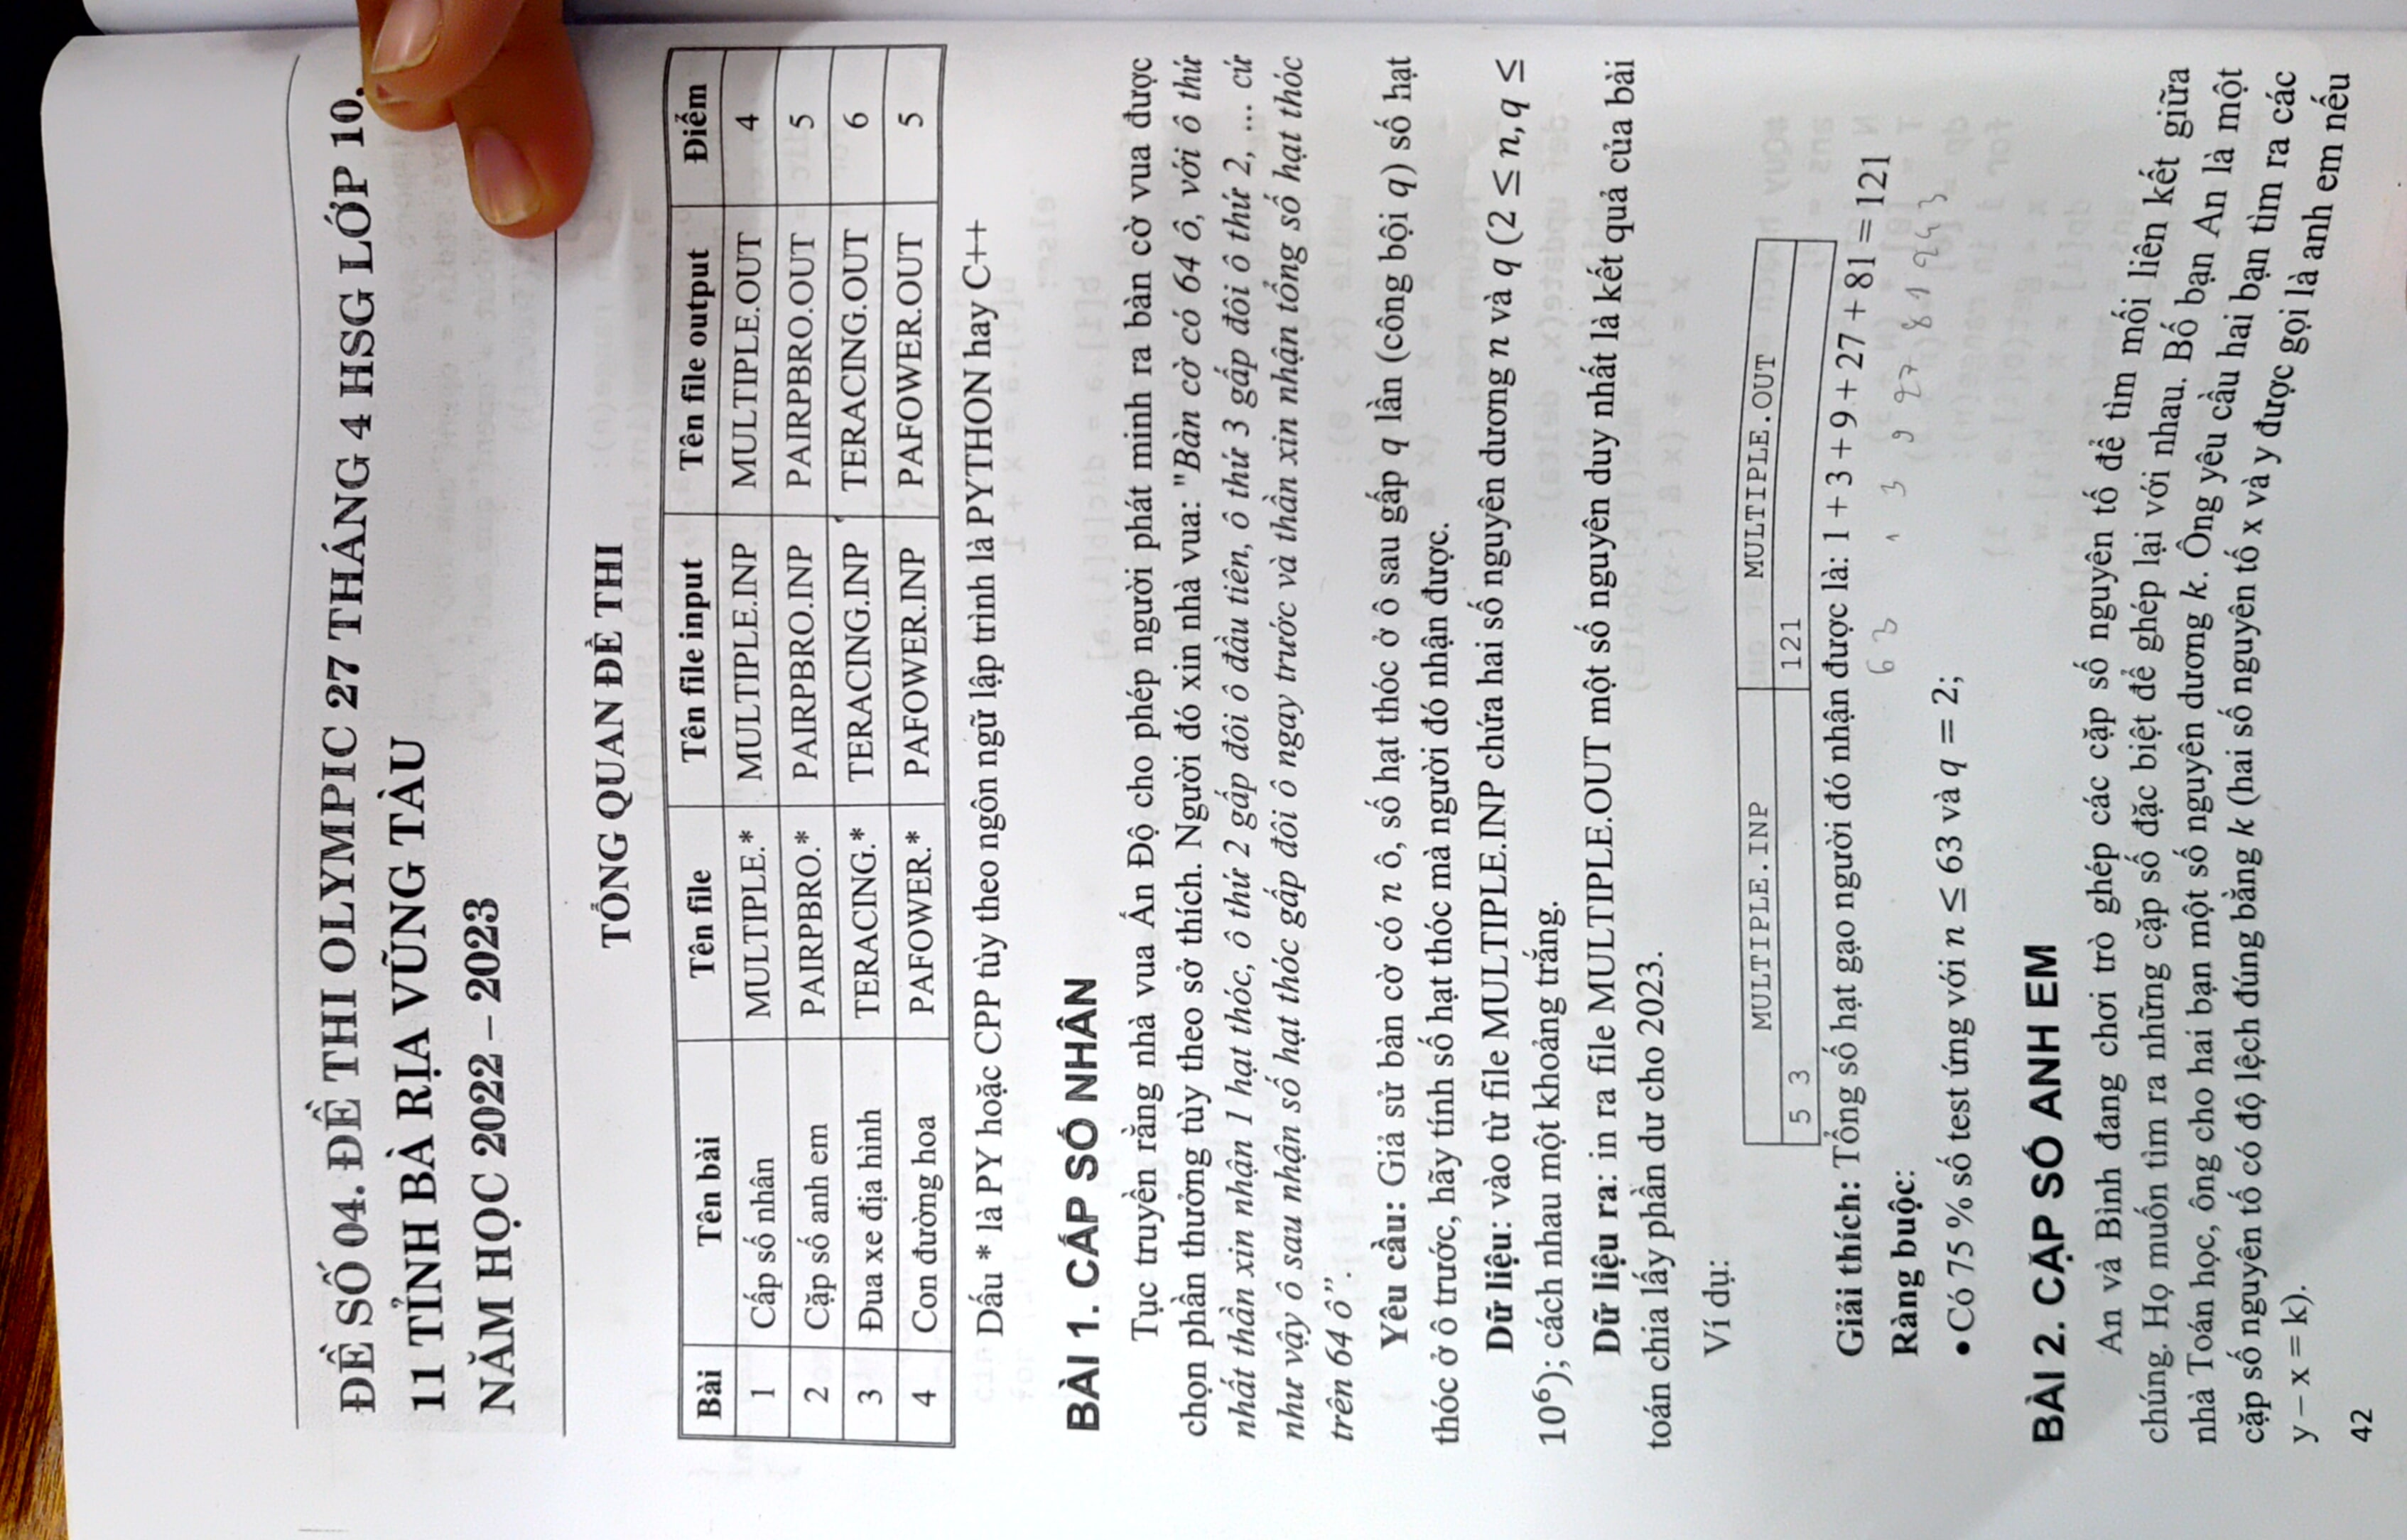 ĐỀ SỐ 04. ĐỀ THI OLYMPIC 27 THÁNG 4 HSG LỚP 10,
11 TỈNH BÀ RỊA VŨNG TÀU
NĂM HỌC 2022 – 2023
TỔNG QUAN ĐỀ THI
Bài Tên bài Tên file Tên file input Tên file output Điểm
1 Cấp số nhân MULTIPLE.* MULTIPLE.INP MULTIPLE.OUT 4
2 Cặp số anh em PAIRPBRO.* PAIRPBRO.INP PAIRPBRO.OUT 5
3 Đua xe địa hình TERACING.* TERACING.INP TERACING.OUT 6
4 Con đường hoa PAFOWER.* PAFOWER.INP PAFOWER.OUT 5
Dấu * là PY hoặc CPP tùy theo ngôn ngữ lập trình là PYTHON hay C++
BÀI 1. CẤP SỐ NHÂN
Tục truyền rằng nhà vua Ấn Độ cho phép người phát minh ra bàn cờ vua được
chọn phần thưởng tùy theo sở thích. Người đó xin nhà vua: "Bàn cờ có 64 ô, với ô thứ
nhất thần xin nhận 1 hạt thóc, ô thứ 2 gấp đôi ô đầu tiên, ô thứ 3 gấp đôi ô thứ 2, ... cứ
như vậy ô sau nhận số hạt thóc gấp đôi ô ngay trước và thần xin nhận tổng số hạt thóc
trên 64 ô”.
Yêu cầu: Giả sử bàn cờ có n ô, số hạt thóc ở ô sau gấp q lần (công bội q) số hạt
thóc ở ô trước, hãy tính số hạt thóc mà người đó nhận được.
Dữ liệu: vào từ file MULTIPLE.INP chứa hai số nguyên dương n và q (2 ≤ n, q ≤
10⁶); cách nhau một khoảng trắng.
Dữ liệu ra: in ra file MULTIPLE.OUT một số nguyên duy nhất là kết quả của bài
toán chia lấy phần dư cho 2023.
Ví dụ:
MULTIPLE.INP MULTIPLE.OUT
5 3 121
Giải thích: Tổng số hạt gạo người đó nhận được là: 1 + 3 + 9 + 27 + 81 = 121
63 1 3 9 27 81 243
Ràng buộc:
• Có 75 % số test ứng với n ≤ 63 và q = 2;
BÀI 2. CẶP SỐ ANH EM
An và Bình đang chơi trò ghép các cặp số nguyên tố để tìm mối liên kết giữa
chúng. Họ muốn tìm ra những cặp số đặc biệt để ghép lại với nhau. Bố bạn An là một
nhà Toán học, ông cho hai bạn một số nguyên dương k. Ông yêu cầu hai bạn tìm ra các
cặp số nguyên tố có độ lệch đúng bằng k (hai số nguyên tố x và y được gọi là anh em nếu
y – x = k).
42